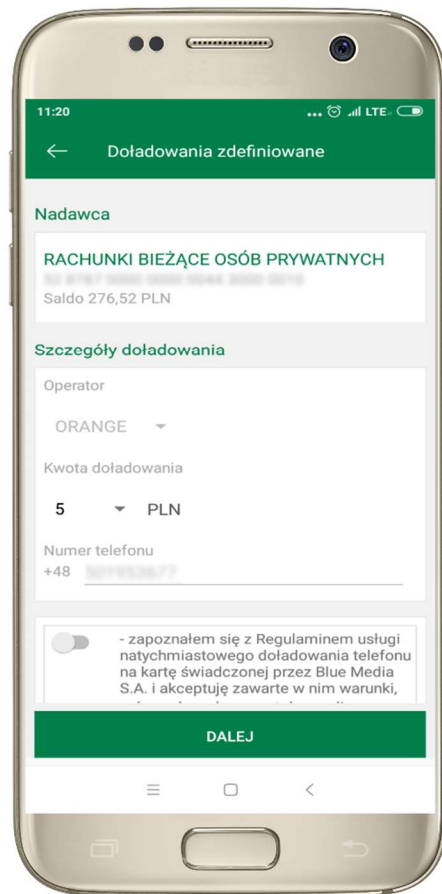 11:20
... LTE
Doładowania zdefiniowane
Nadawca
RACHUNKI BIEŻĄCE OSÓB PRYWATNYCH
Saldo 276,52 PLN
Szczegóły doładowania
Operator
ORANGE
Kwota doładowania
5 PLN
Numer telefonu
+48
- zapoznałem się z Regulaminem usługi
natychmiastowego doładowania telefonu
na kartę świadczonej przez Blue Media
S.A. i akceptuję zawarte w nim warunki,
DALEJ